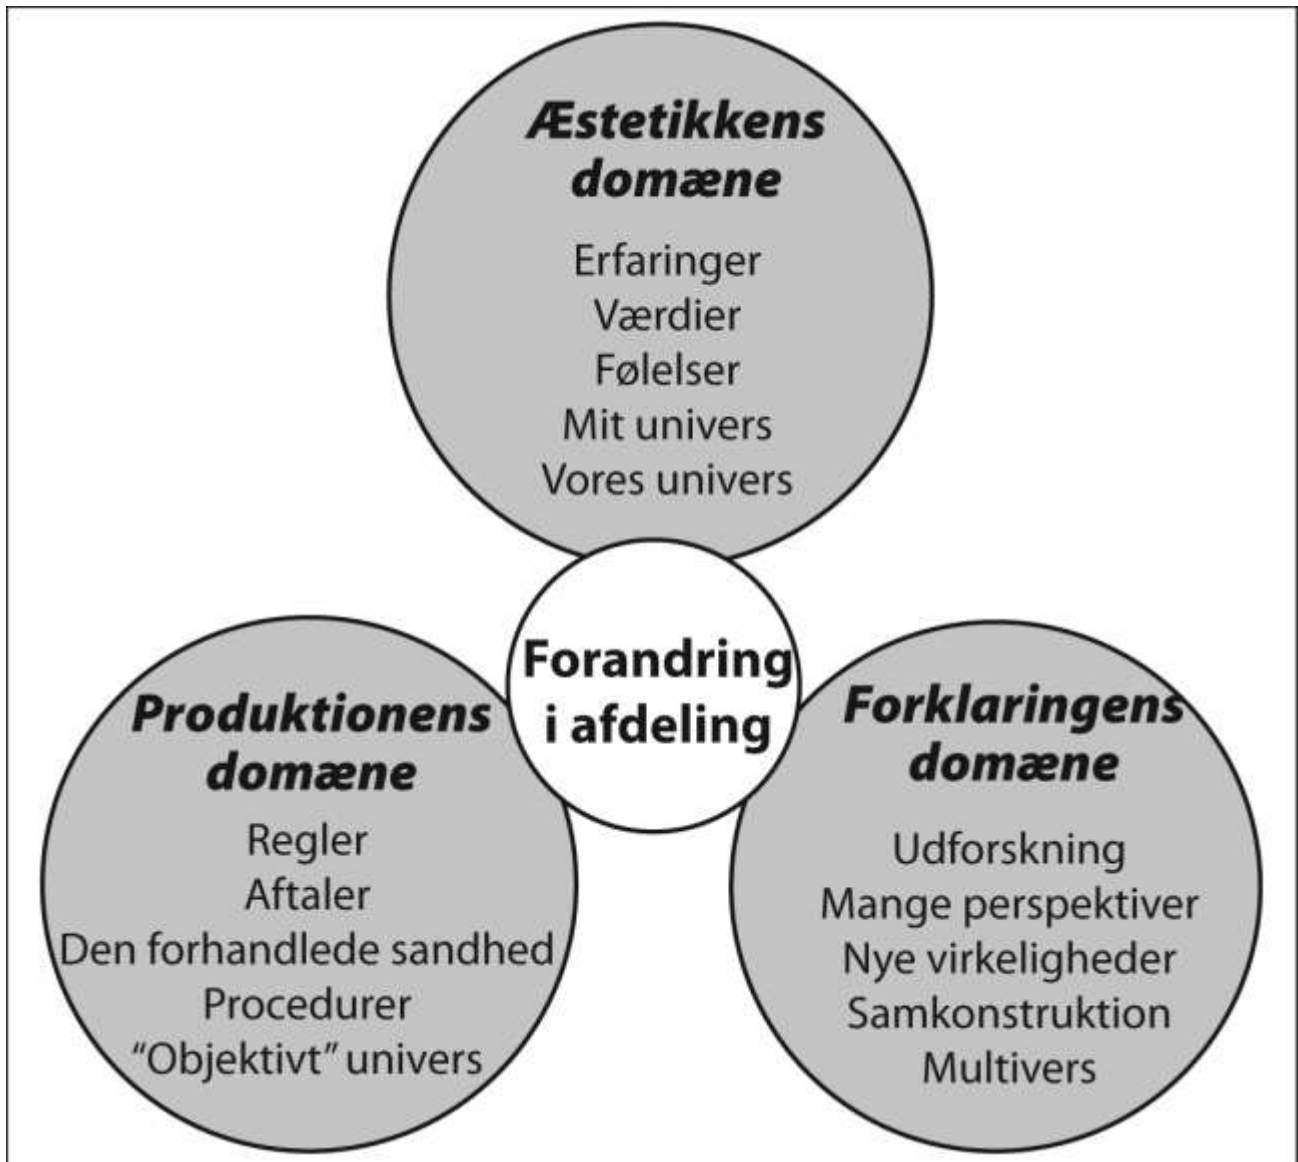 Æstetikkens
domæne
Erfaringer
Værdier
Følelser
Mit univers
Vores univers
Forandring
i afdeling
Produktionens
domæne
Regler
Aftaler
Den forhandlede sandhed
Procedurer
“Objektivt” univers
Forklaringens
domæne
Udforskning
Mange perspektiver
Nye virkeligheder
Samkonstruktion
Multivers